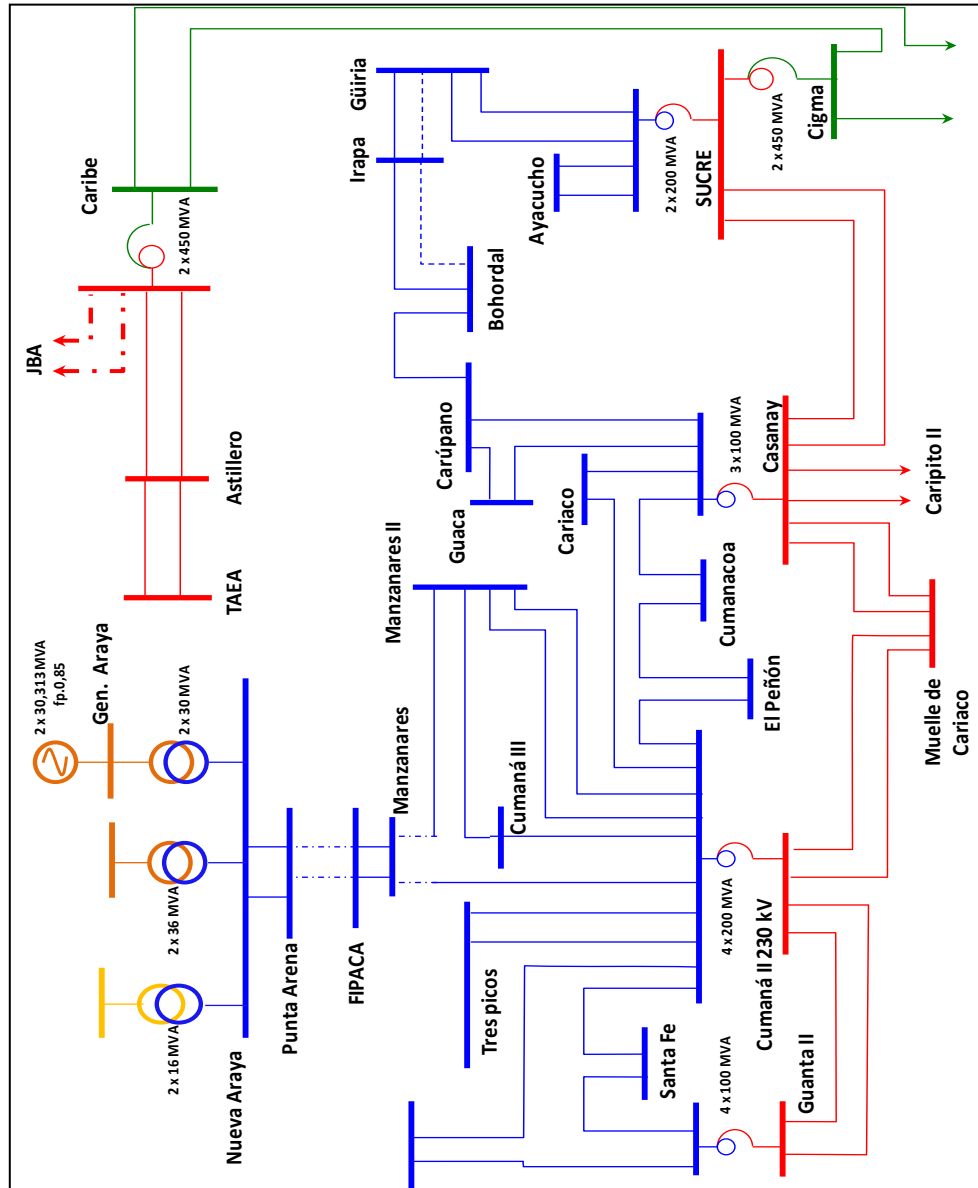 2 x 30,313MVA
fp.0,85
Gen. Araya
2 x 30 MVA
2 x 36 MVA
2 x 16 MVA
Nueva Araya
Punta Arena
FIPACA
Manzanares
JBA
TAEA
Astillero
Caribe
2 x 450 MVA
Manzanares II
Cumaná III
Tres picos
Santa Fe
4 x 100 MVA
Guanta II
4 x 200 MVA
Cumaná II 230 kV
El Peñón
Cumanacoa
Muelle de
Cariaco
Guaca
Carúpano
Cariaco
3 x 100 MVA
Casanay
Caripito II
Bohordal
Irapa
Güiria
Ayacucho
2 x 200 MVA
SUCRE
2 x 450 MVA
Cigma